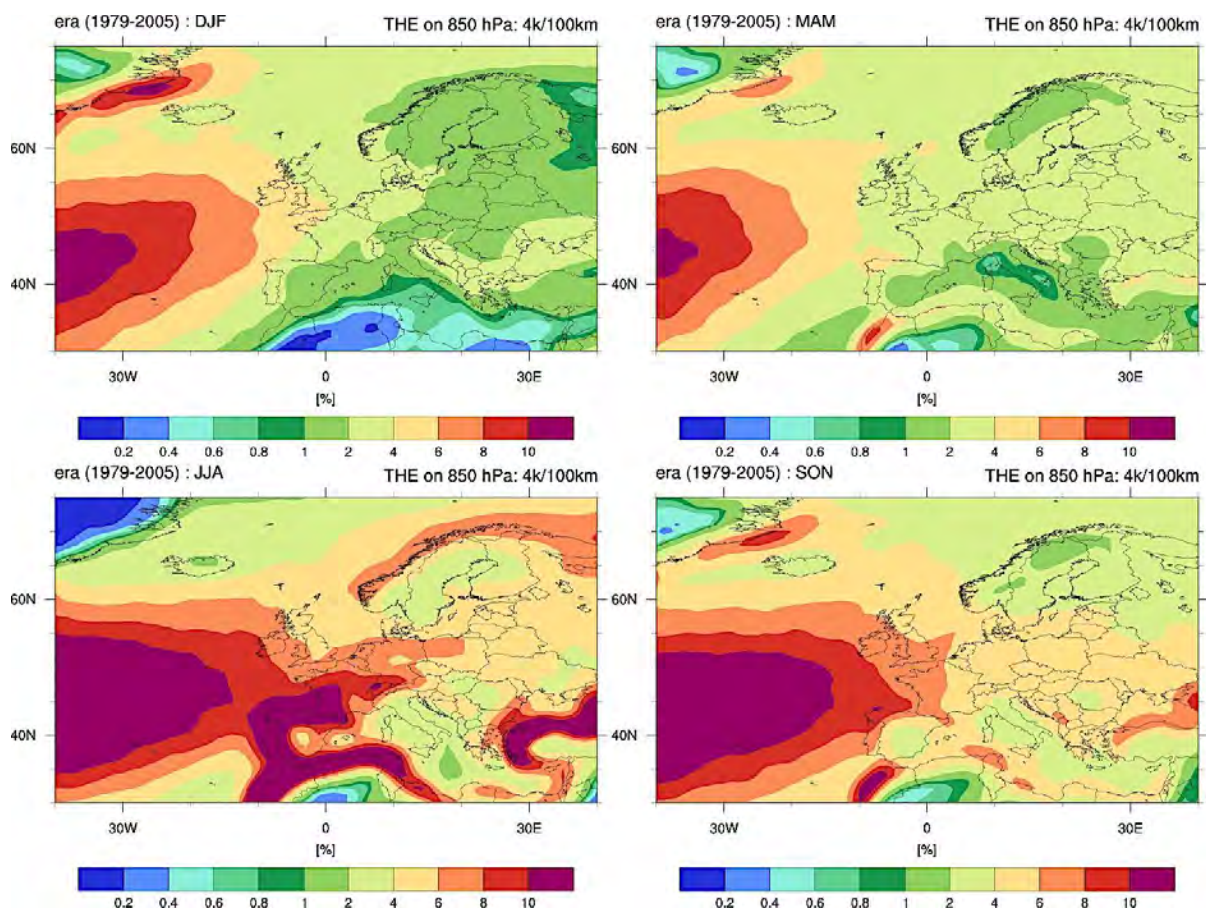 era (1979-2005) : DJF THE on 850 hPa: 4k/100km
60N
40N
30W 0 30E
[%]
0.2 0.4 0.6 0.8 1 2 4 6 8 10
era (1979-2005) : MAM THE on 850 hPa: 4k/100km
60N
40N
30W 0 30E
[%]
0.2 0.4 0.6 0.8 1 2 4 6 8 10
era (1979-2005) : JJA THE on 850 hPa: 4k/100km
60N
40N
30W 0 30E
[%]
0.2 0.4 0.6 0.8 1 2 4 6 8 10
era (1979-2005) : SON THE on 850 hPa: 4k/100km
60N
40N
30W 0 30E
[%]
0.2 0.4 0.6 0.8 1 2 4 6 8 10